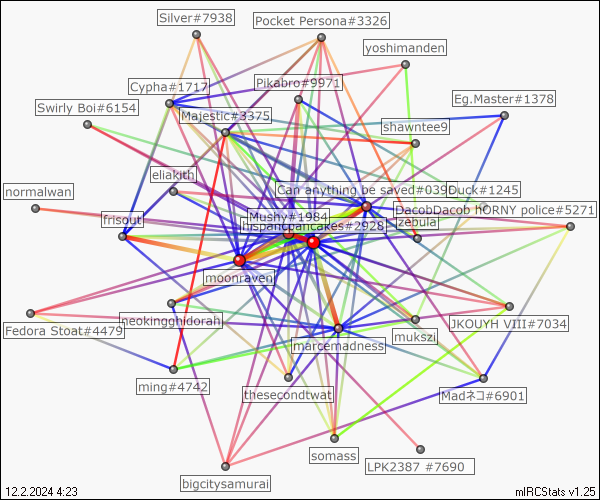 Silver#7938
Pocket Persona#3326
yoshimanden
Cypha#1717
Pikabro#9971
Eg.Master#1378
Swirly Boi#6154
Majestic#3375
shawntee9
eliakith
normalwan
Can anything be saved#039
Duck#1245
frisout
Mushy#1984
DacobDacob HORNY police#5271
hispanicpancakes#2928
zebula
moonraven
neokingghidorah
Fedora Stoat#4479
mukszi
JKOUYH VIII#7034
marcemadness
ming#4742
thesecondtwat
Madネコ#6901
somass
LPK2387 #7690
bigcitysamurai
12.2.2024 4:23
mIRCStats v1.25